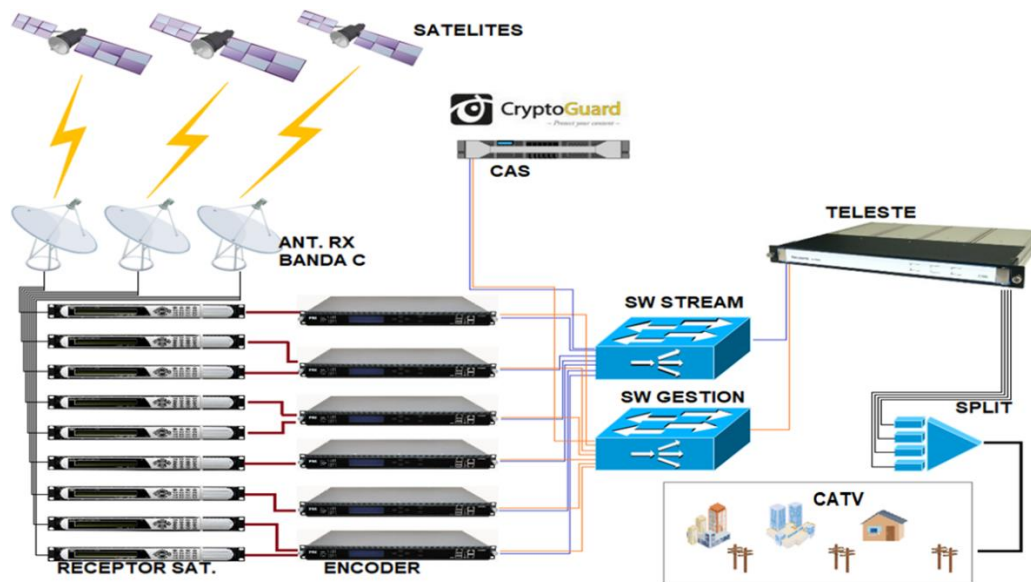 SATELITES
CryptoGuard
– Protect your content –
CAS
TELESTE
ANT. RX
BANDA C
SW STREAM
SW GESTION
SPLIT
CATV
RECEPTOR SAT.
ENCODER